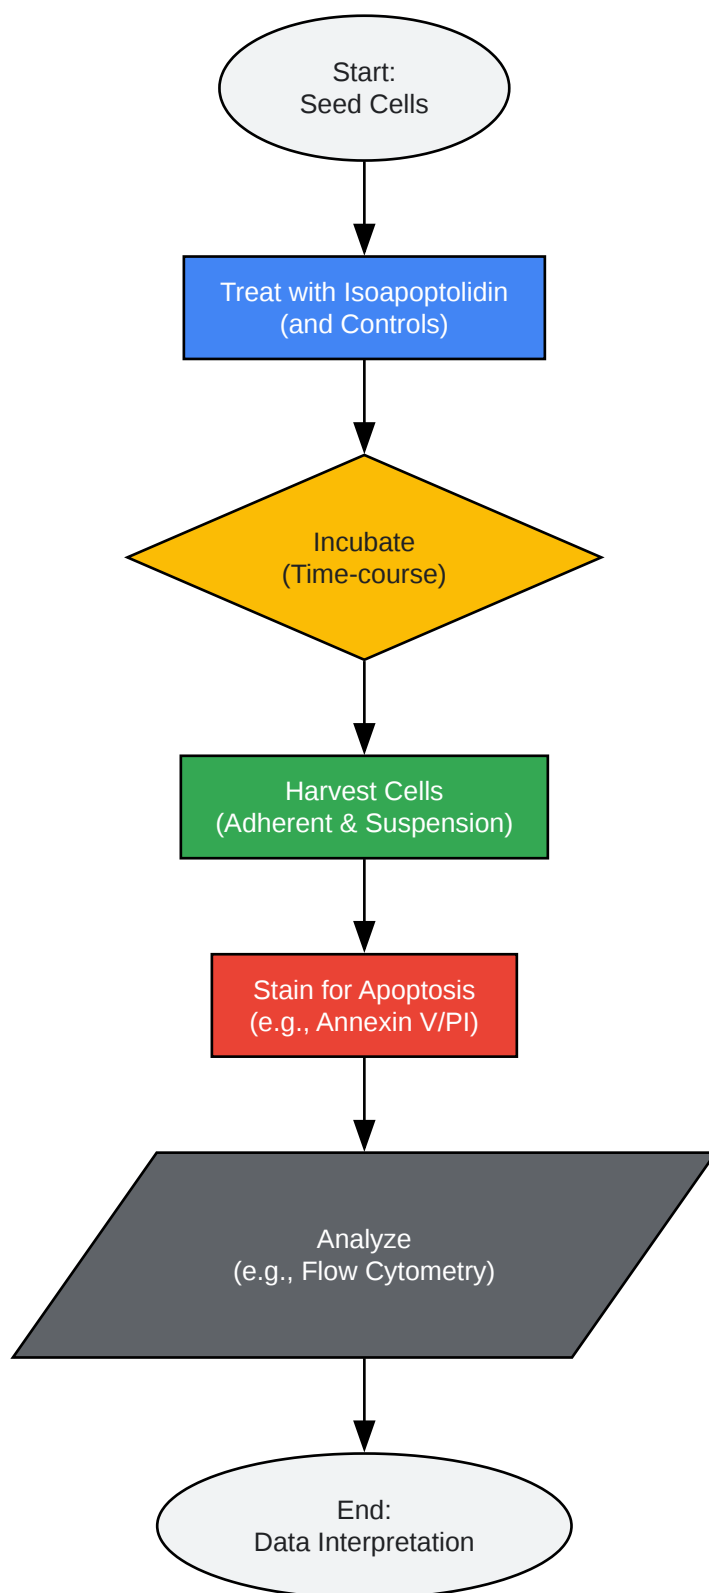 Start:
Seed Cells
Treat with Isoapoptolidin
(and Controls)
Incubate
(Time-course)
Harvest Cells
(Adherent & Suspension)
Stain for Apoptosis
(e.g., Annexin V/PI)
Analyze
(e.g., Flow Cytometry)
End:
Data Interpretation